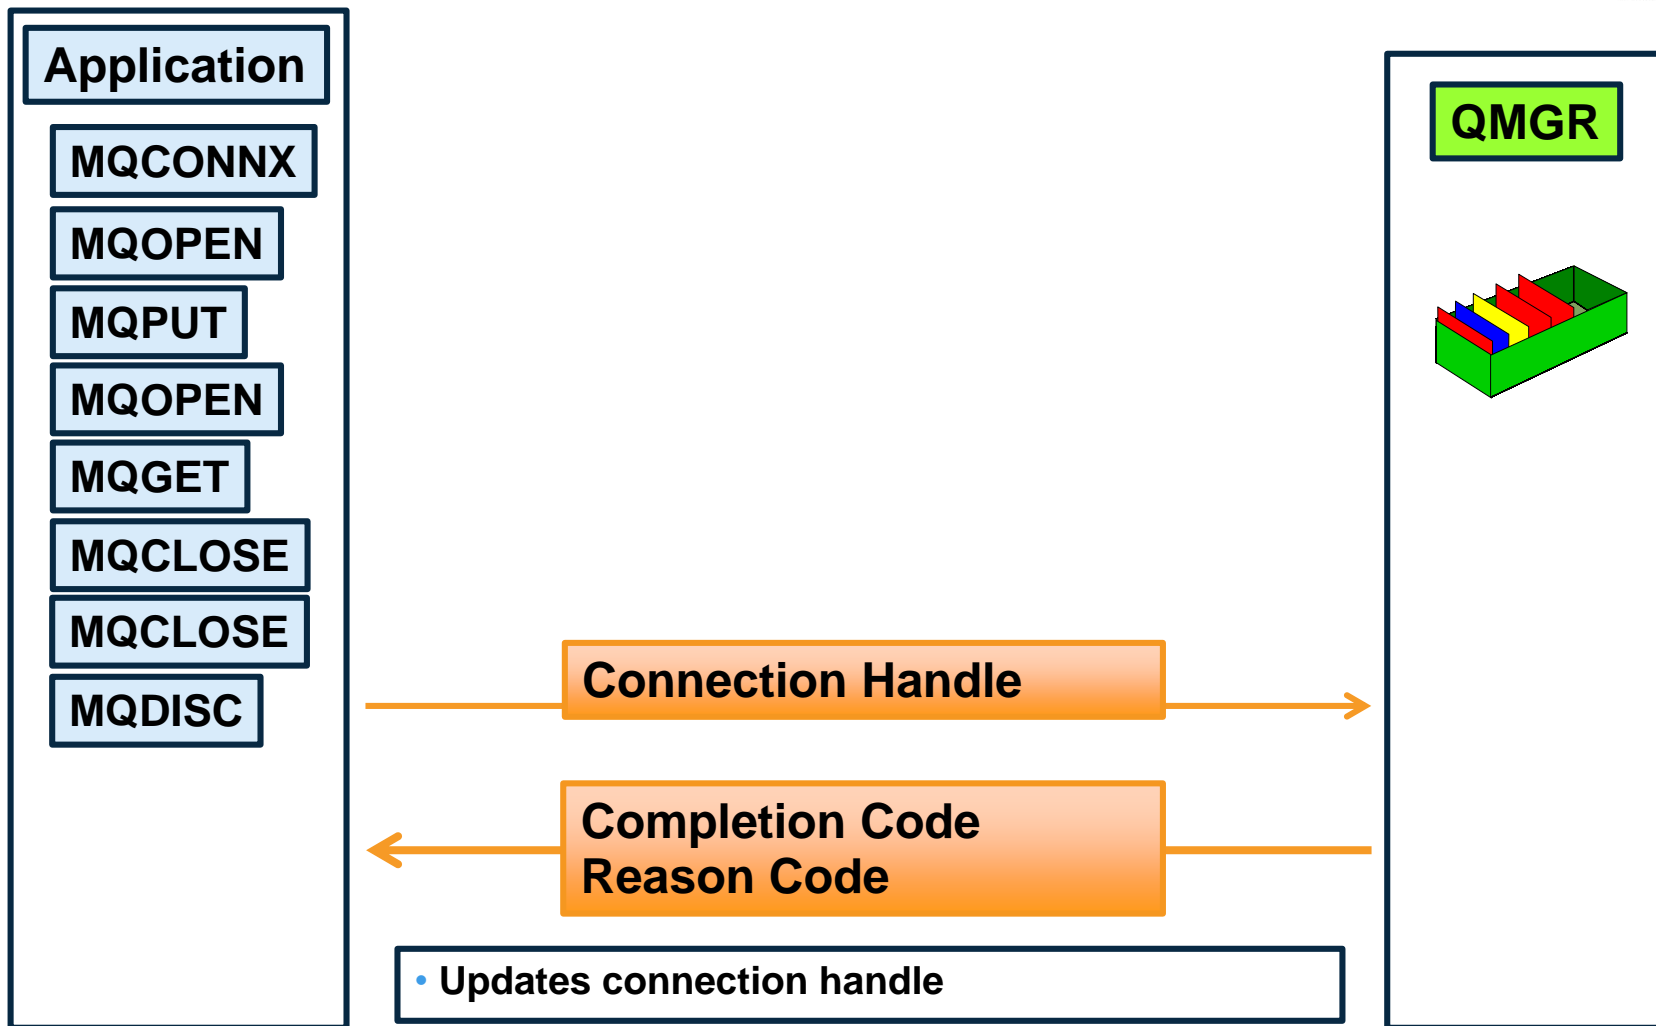 Application
MQCONNX
MQOPEN
MQPUT
MQOPEN
MQGET
MQCLOSE
MQCLOSE
MQDISC
Connection Handle
Completion Code
Reason Code
• Updates connection handle
QMGR